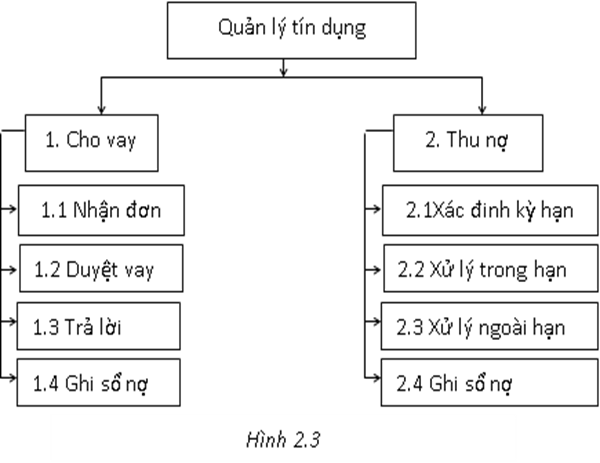 Quản lý tín dụng
1. Cho vay
2. Thu nợ
1.1 Nhận đơn
2.1Xác đinh kỳ hạn
1.2 Duyệt vay
2.2 Xử lý trong hạn
1.3 Trả lời
2.3 Xử lý ngoài hạn
1.4 Ghi sổ nợ
2.4 Ghi sổ nợ
Hình 2.3